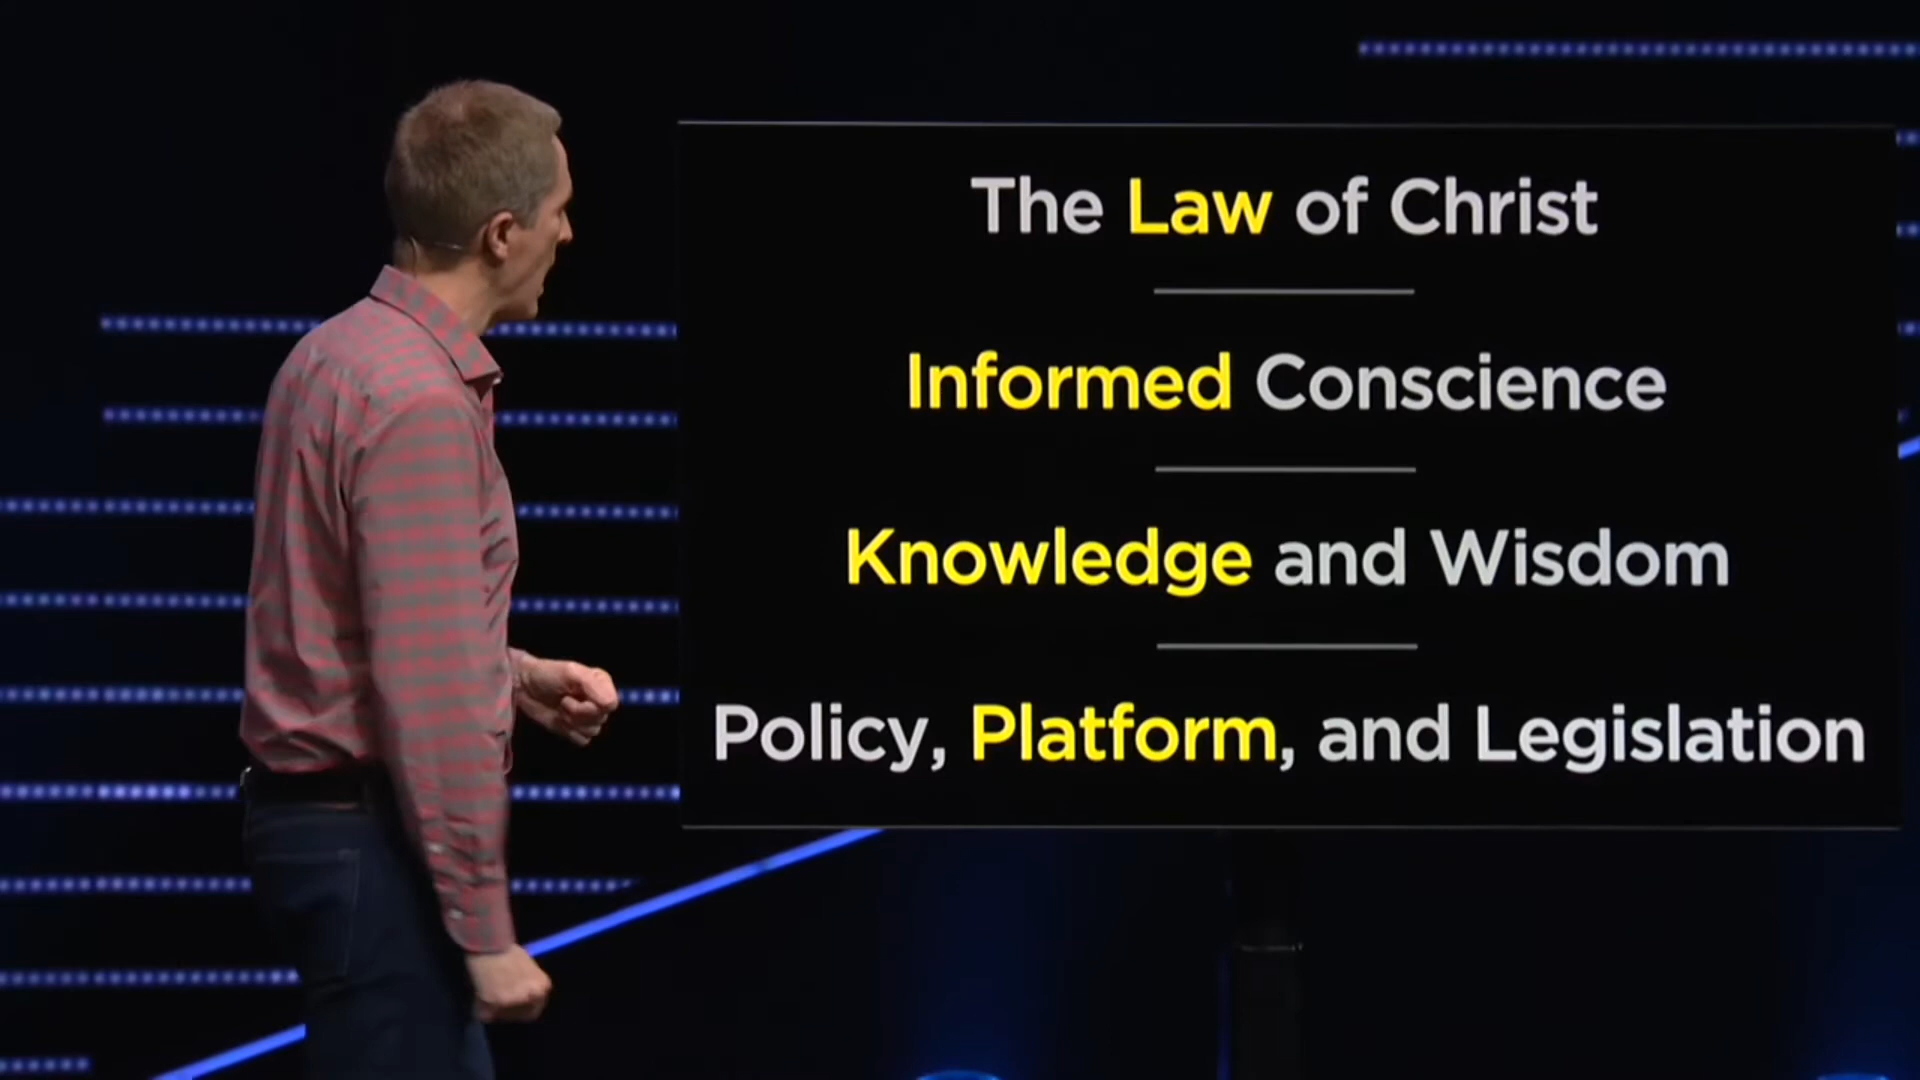 The Law of Christ
Informed Conscience
Knowledge and Wisdom
Policy, Platform, and Legislation